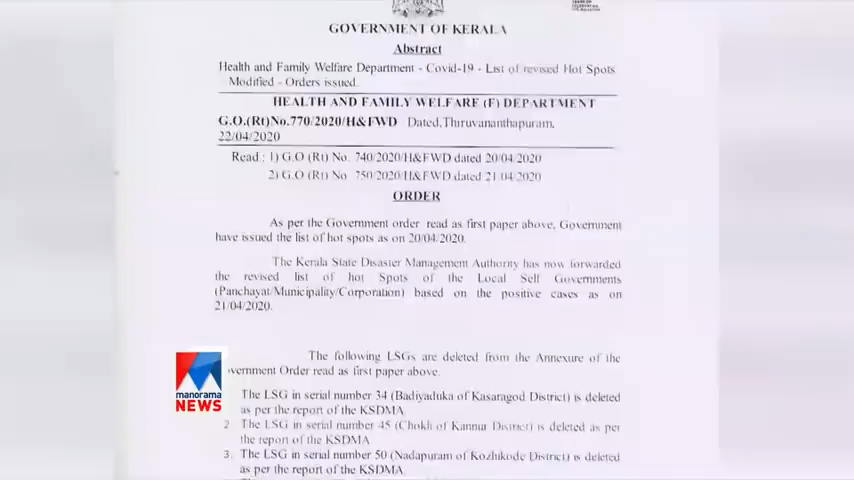 GOVERNMENT OF KERALA
Abstract
Health and Family Welfare Department - Covid-19 - List of revised Hot Spots
Modified - Orders issued.
HEALTH AND FAMILY WELFARE (F) DEPARTMENT
G.O.(Rt)No.770/2020/H&FWD Dated,Thiruvananthapuram,
22/04/2020
Read : 1) G.O (Rt) No. 740/2020/H&FWD dated 20/04/2020
2) G.O (Rt) No 750/2020/H&FWD dated 21/04/2020
ORDER
As per the Government order read as first paper above, Government
have issued the list of hot spots as on 20/04/2020.
The Kerala State Disaster Management Authority has now forwarded
the revised list of hot Spots of the Local Self Governments
(Panchayat/Municipality/Corporation) based on the positive cases as on
21/04/2020.
The following LSGs are deleted from the Annexure of the
vernment Order read as first paper above.
The LSG in serial number 34 (Badiyaduka of Kasaragod District) is deleted
as per the report of the KSDMA
2. The LSG in serial number 45 (Chokli of Kannur District) is deleted as per
the report of the KSDMA
3. The LSG in serial number 50 (Nadapuram of Kozhikode District) is deleted
as per the report of the KSDMA
manorama
NEWS